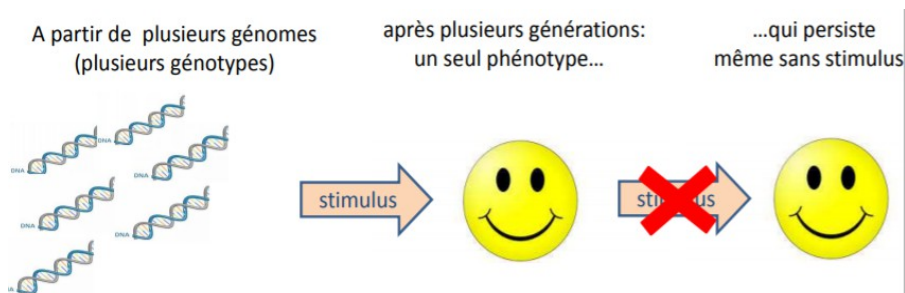 A partir de plusieurs génomes
(plusieurs génotypes)
après plusieurs générations:
un seul phénotype…
…qui persiste
même sans stimulus
DNA
DNA
DNA
DNA
DNA
stimulus
stimulus